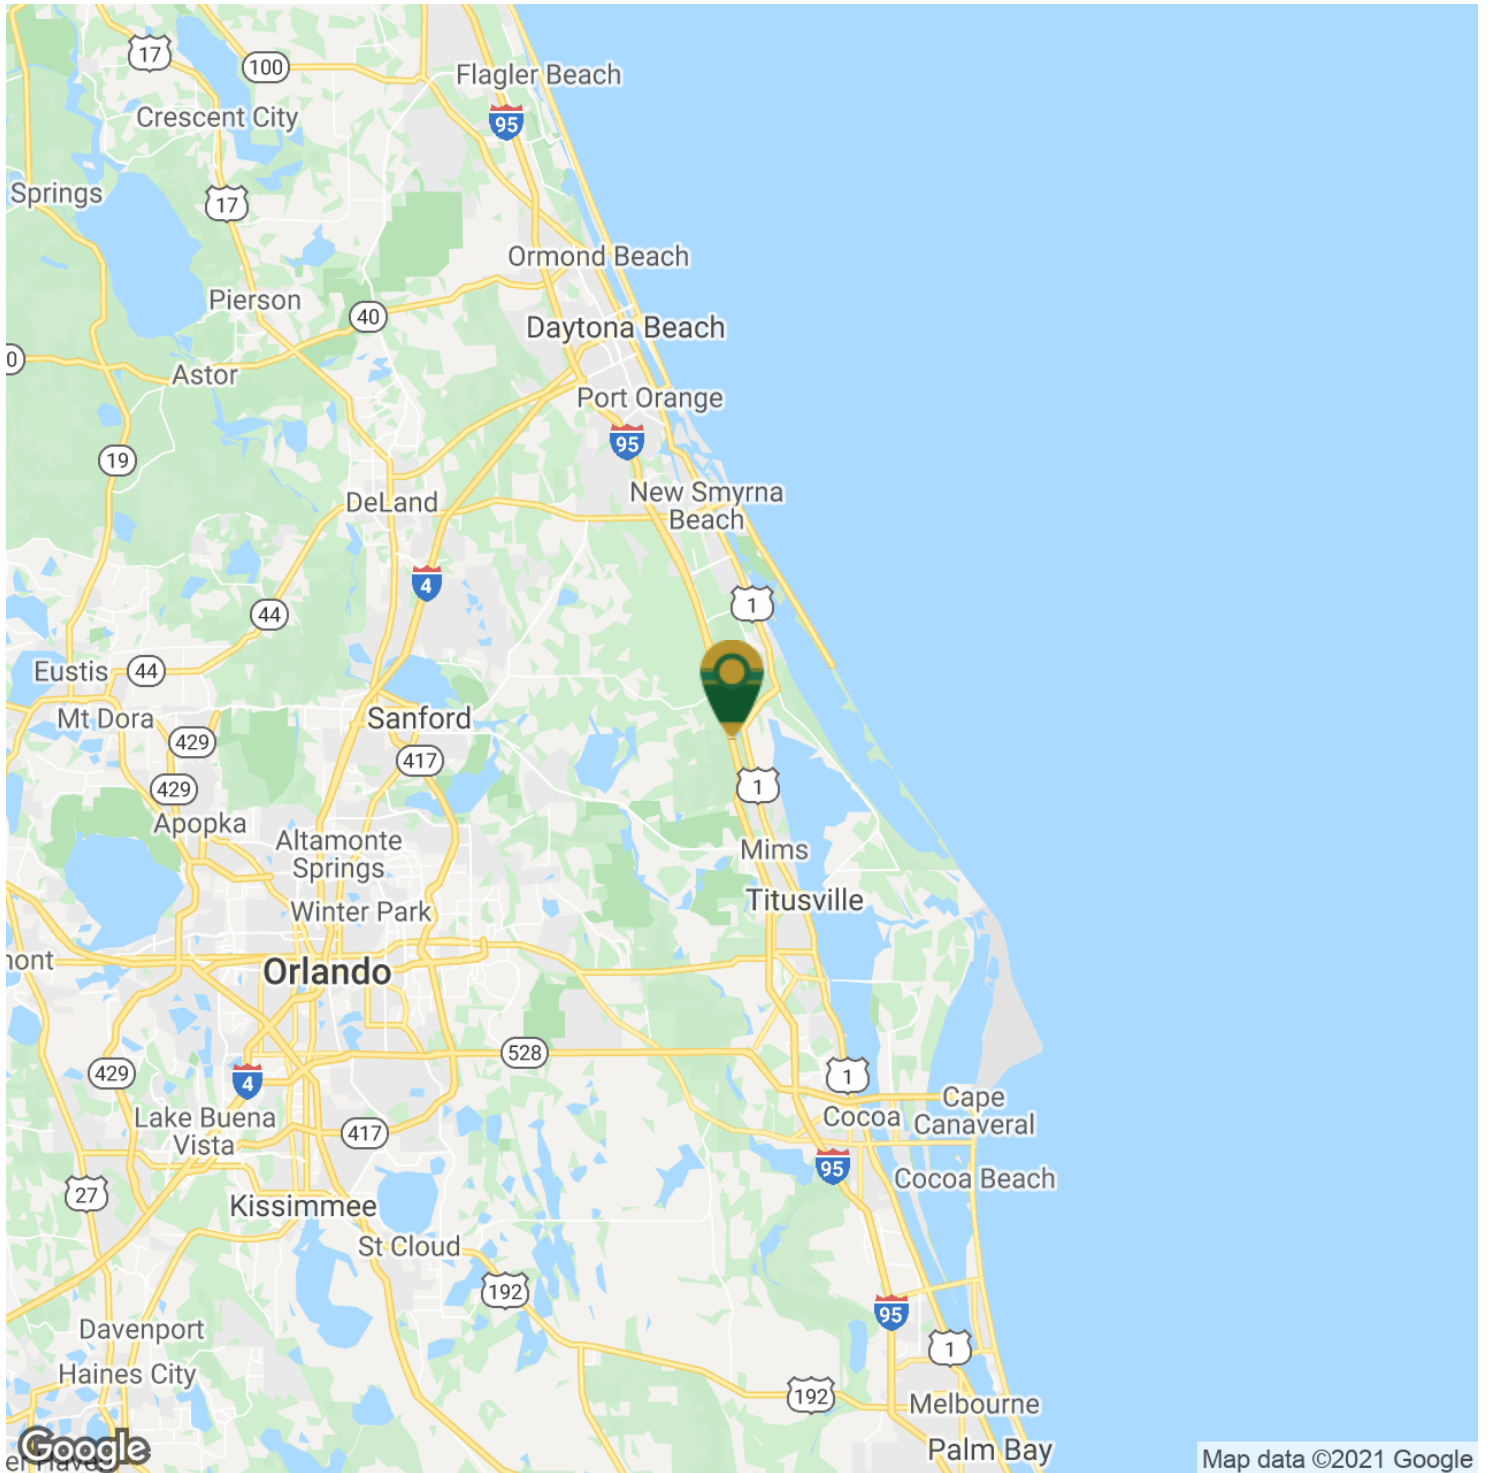 17
100
Flagler Beach
Crescent City
95
Springs
17
Ormond Beach
Pierson
40
Daytona Beach
0
Astor
Port Orange
95
19
New Smyrna
Beach
DeLand
4
44
1
Eustis
44
Mt Dora
Sanford
429
417
429
1
Apopka
Altamonte
Springs
Mims
Titusville
Winter Park
nont
Orlando
528
429
4
1
Cape
Canaveral
Lake Buena
Vista
417
Cocoa
95
Cocoa Beach
27
Kissimmee
St Cloud
192
95
Davenport
1
Haines City
192
Melbourne
Google
Palm Bay
Map data ©2021 Google